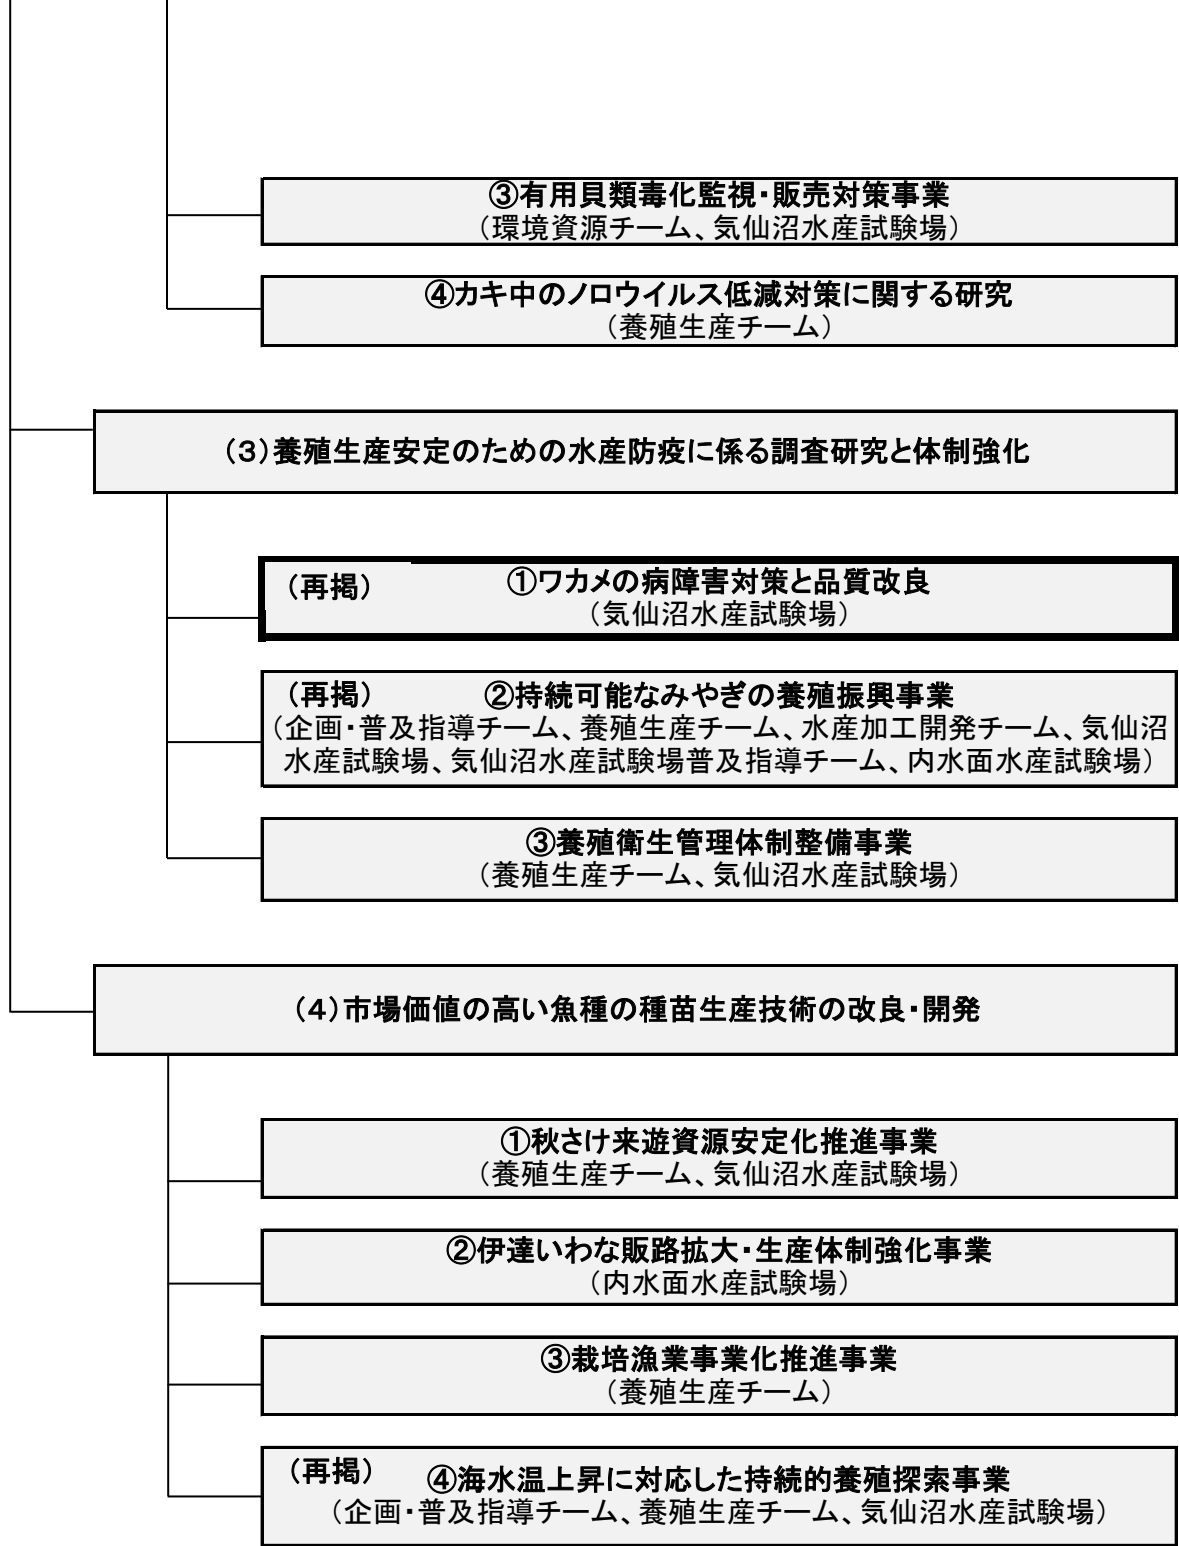 ③有用貝類毒化監視・販売対策事業
（環境資源チーム、気仙沼水産試験場）
④カキ中のノロウイルス低減対策に関する研究
（養殖生産チーム）
（３）養殖生産安定のための水産防疫に係る調査研究と体制強化
（再掲） ①ワカメの病障害対策と品質改良
（気仙沼水産試験場）
（再掲） ②持続可能なみやぎの養殖振興事業
（企画・普及指導チーム、養殖生産チーム、水産加工開発チーム、気仙沼
水産試験場、気仙沼水産試験場普及指導チーム、内水面水産試験場）
③養殖衛生管理体制整備事業
（養殖生産チーム、気仙沼水産試験場）
（４）市場価値の高い魚種の種苗生産技術の改良・開発
①秋さけ来遊資源安定化推進事業
（養殖生産チーム、気仙沼水産試験場）
②伊達いわな販路拡大・生産体制強化事業
（内水面水産試験場）
③栽培漁業事業化推進事業
（養殖生産チーム）
（再掲） ④海水温上昇に対応した持続的養殖探索事業
（企画・普及指導チーム、養殖生産チーム、気仙沼水産試験場）